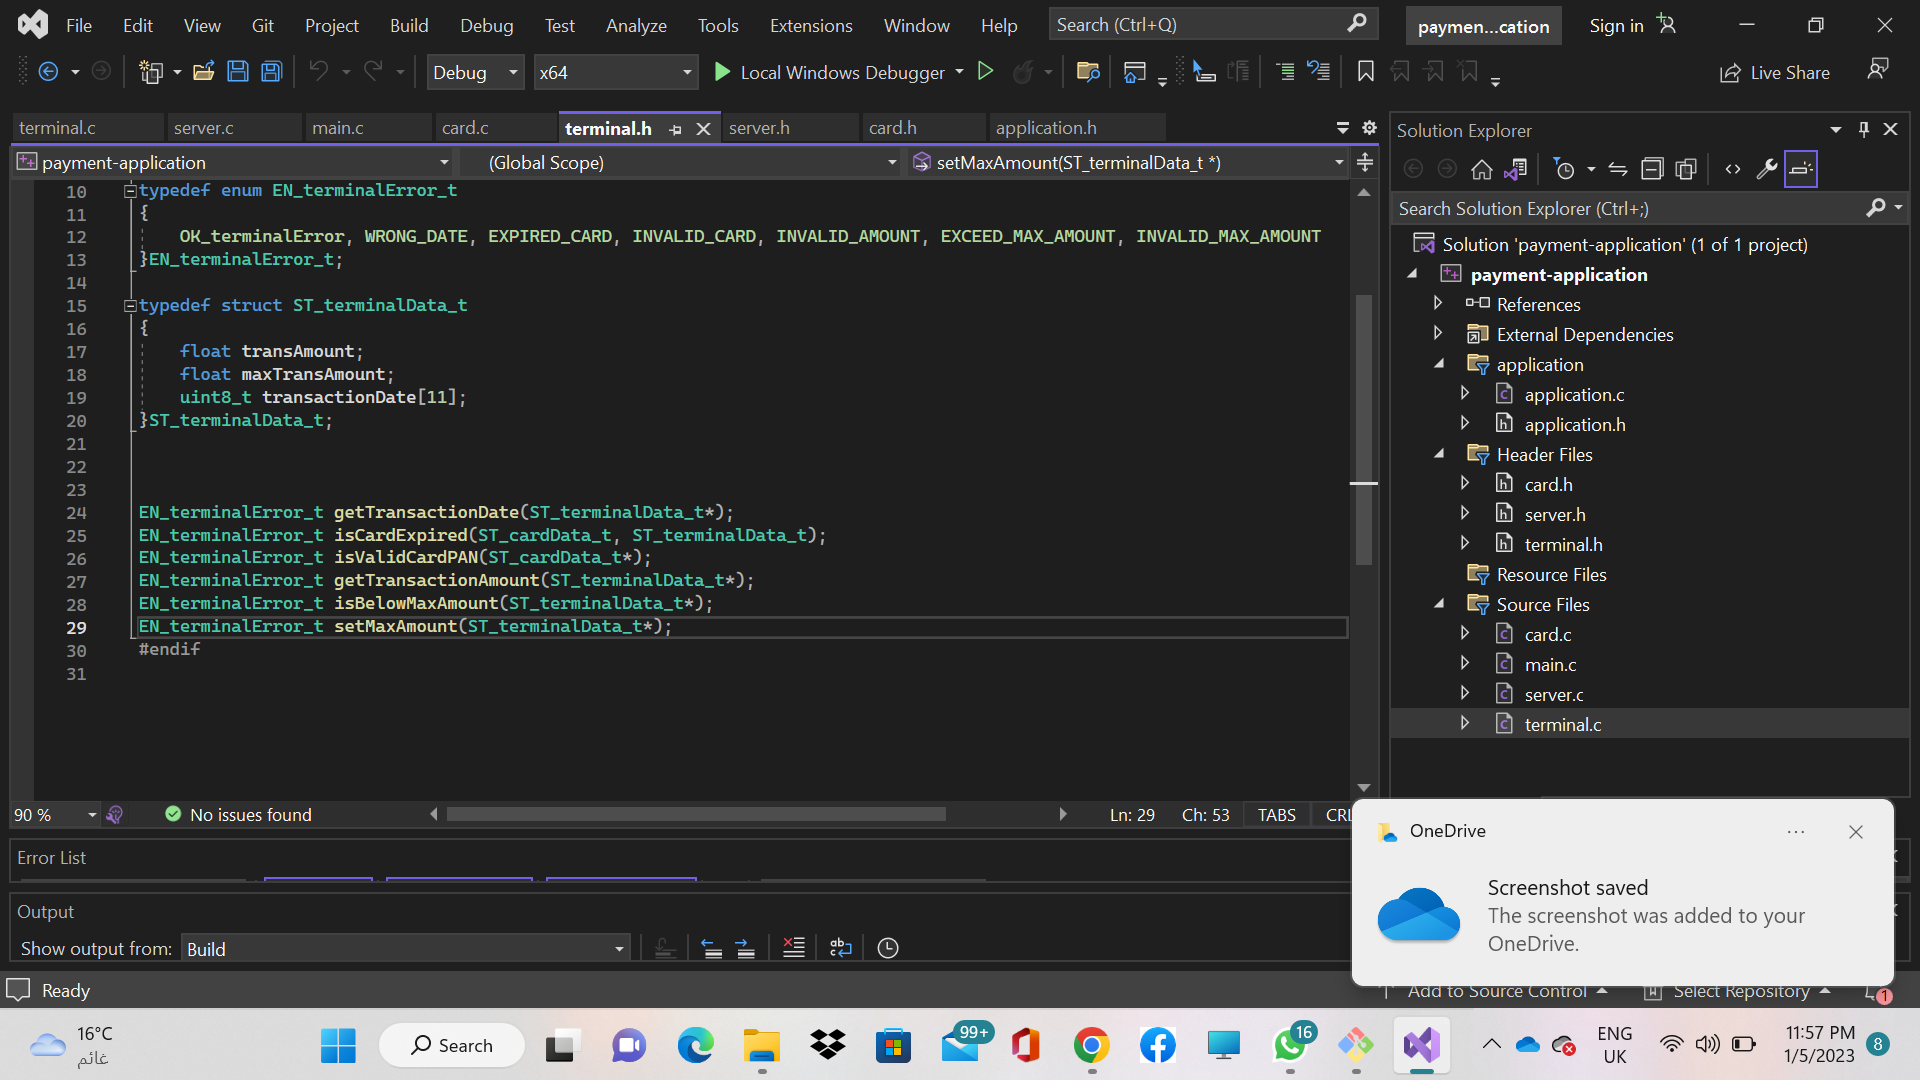 File Edit View Git Project Build Debug Test Analyze Tools Extensions Window Help Search (Ctrl+Q) paymen...cation Sign in
Debug x64 Local Windows Debugger Live Share
terminal.c server.c main.c card.c terminal.h server.h card.h application.h
payment-application (Global Scope) setMaxAmount(ST_terminalData_t *)
10 typedef enum EN_terminalError_t
11 {
12 OK_terminalError, WRONG_DATE, EXPIRED_CARD, INVALID_CARD, INVALID_AMOUNT, EXCEED_MAX_AMOUNT, INVALID_MAX_AMOUNT
13 }EN_terminalError_t;
14
15 typedef struct ST_terminalData_t
16 {
17 float transAmount;
18 float maxTransAmount;
19 uint8_t transactionDate[11];
20 }ST_terminalData_t;
21
22
23
24 EN_terminalError_t getTransactionDate(ST_terminalData_t*);
25 EN_terminalError_t isCardExpired(ST_cardData_t, ST_terminalData_t);
26 EN_terminalError_t isValidCardPAN(ST_cardData_t*);
27 EN_terminalError_t getTransactionAmount(ST_terminalData_t*);
28 EN_terminalError_t isBelowMaxAmount(ST_terminalData_t*);
29 EN_terminalError_t setMaxAmount(ST_terminalData_t*);
30 #endif
31
90 % No issues found Ln: 29 Ch: 53 TABS CRL
Solution Explorer
Search Solution Explorer (Ctrl+;)
Solution 'payment-application' (1 of 1 project)
payment-application
References
External Dependencies
application
application.c
application.h
Header Files
card.h
server.h
terminal.h
Resource Files
Source Files
card.c
main.c
server.c
terminal.c
Error List
Output
Show output from: Build
OneDrive
Screenshot saved
The screenshot was added to your
OneDrive.
Ready Add to Source Control Select Repository 1
16°C
غائم
Search 99+ 16
ENG
UK
11:57 PM
1/5/2023
8